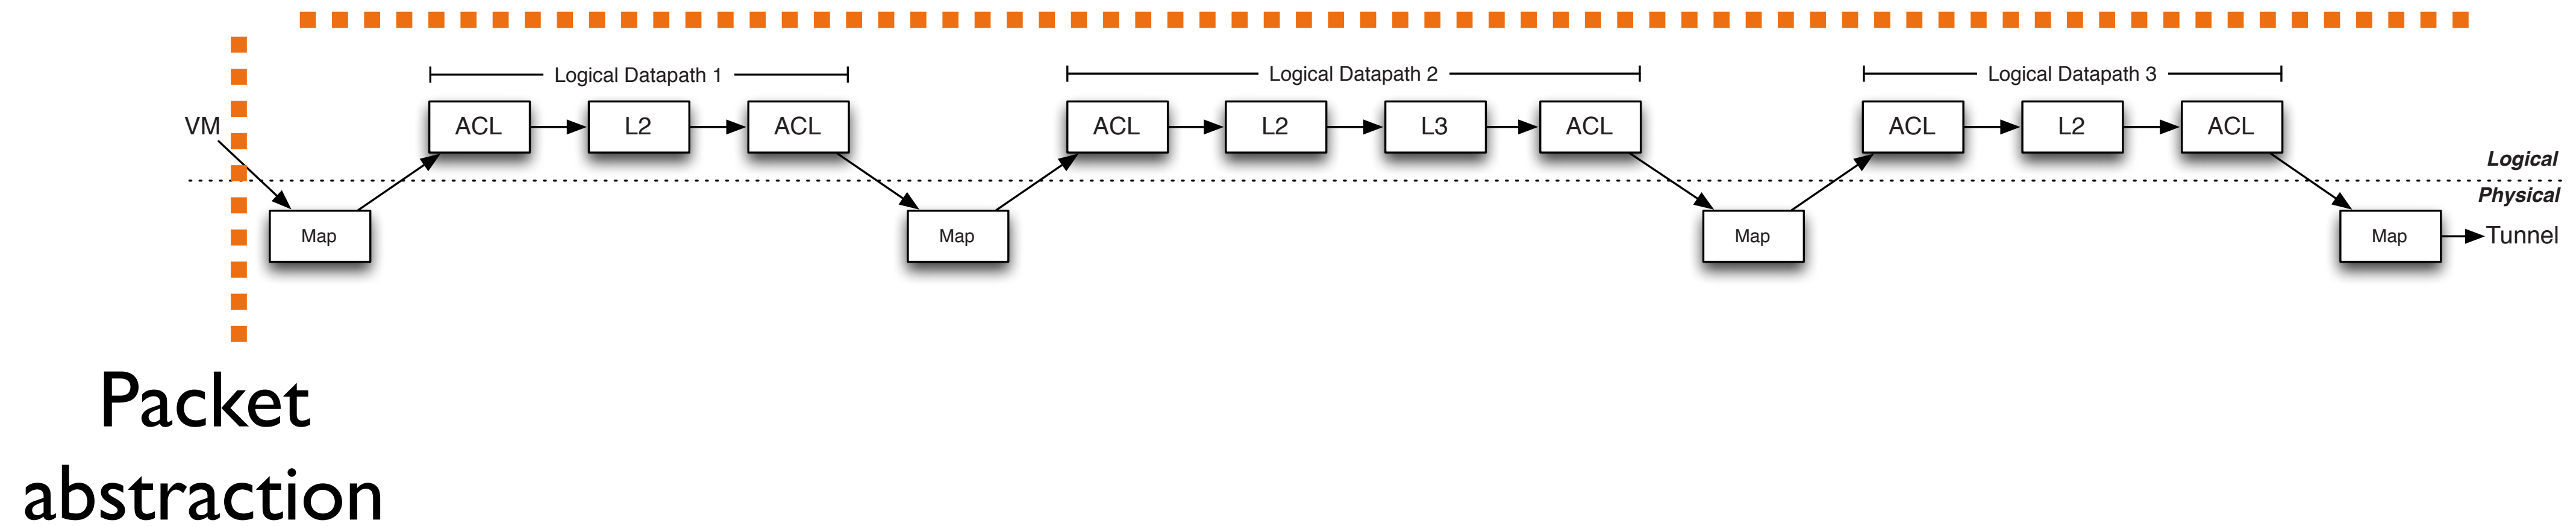 Logical Datapath 1
Logical Datapath 2
Logical Datapath 3
VM
ACL
L2
ACL
ACL
L2
L3
ACL
ACL
L2
ACL
Logical
Physical
Map
Map
Map
Map
Tunnel
Packet
abstraction